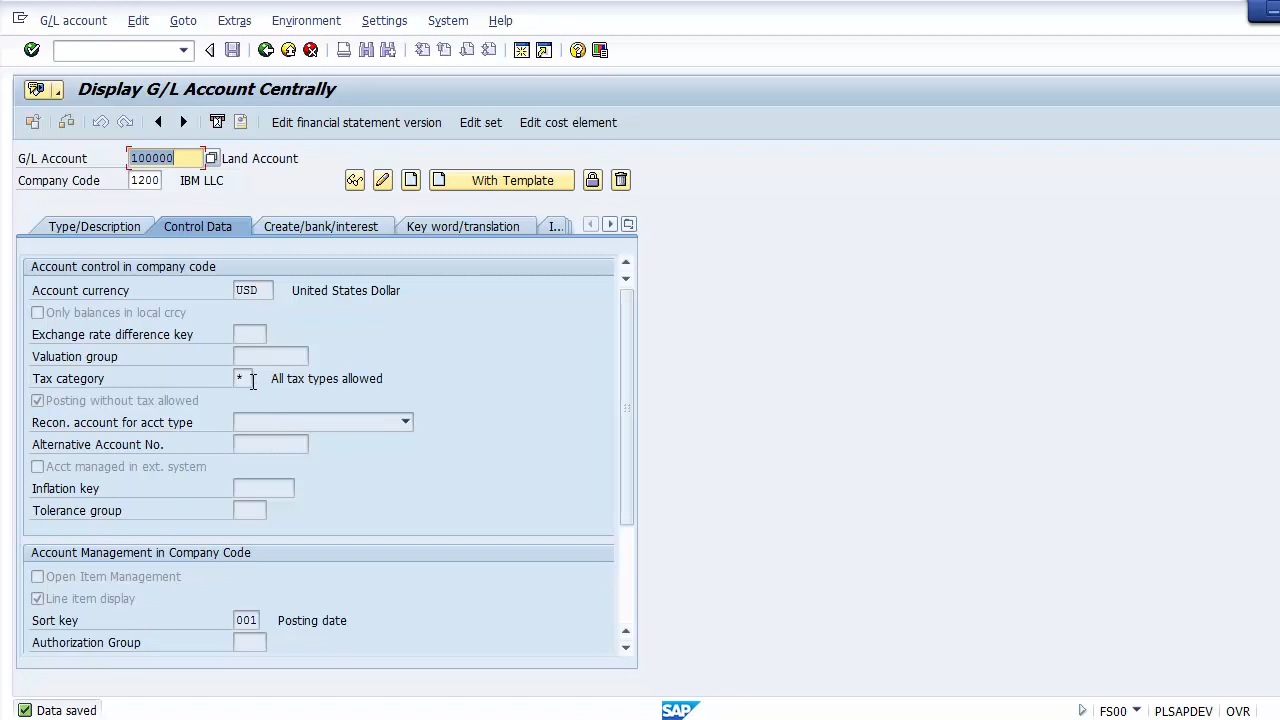 G/L account Edit Goto Extras Environment Settings System Help
Display G/L Account Centrally
Edit financial statement version Edit set Edit cost element
G/L Account 100000 Land Account
Company Code 1200 IBM LLC With Template
Type/Description Control Data Create/bank/interest Key word/translation I...
Account control in company code
Account currency USD United States Dollar
Only balances in local crcy
Exchange rate difference key
Valuation group
Tax category * All tax types allowed
Posting without tax allowed
Recon. account for acct type
Alternative Account No.
Acct managed in ext. system
Inflation key
Tolerance group
Account Management in Company Code
Open Item Management
Line item display
Sort key 001 Posting date
Authorization Group
Data saved SAP FS00 PLSAPDEV OVR